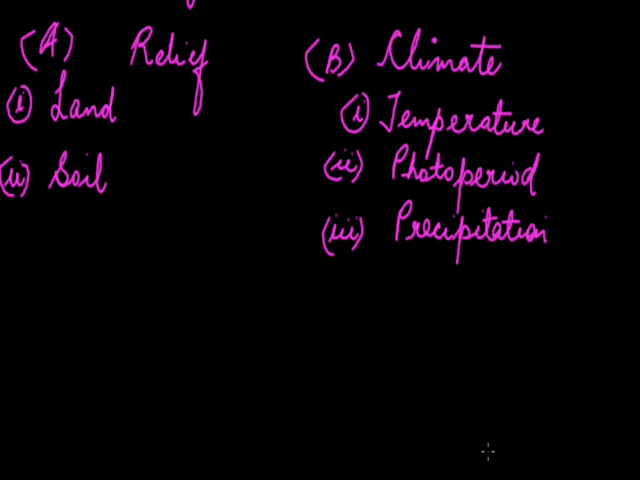 (A) Relief
(i) Land
(ii) Soil
(B) Climate
(i) Temperature
(ii) Photoperiod
(iii) Precipitation